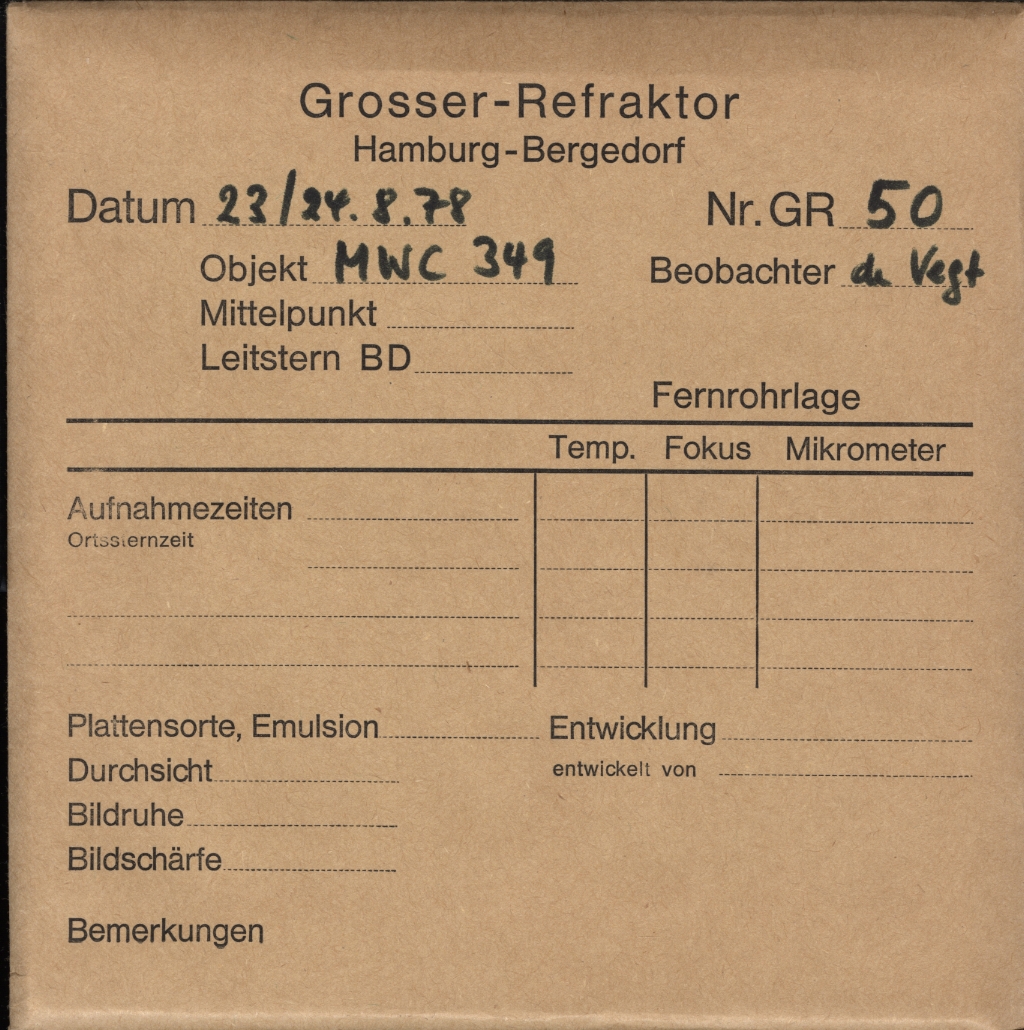 Grosser-Refraktor
Hamburg-Bergedorf
Datum 23/24.8.78 Nr. GR 50
Objekt MWC 349 Beobachter de Vegt
Mittelpunkt
Leitstern BD
Fernrohrlage
Temp. Fokus Mikrometer
Aufnahmezeiten
Ortssternzeit
Plattensorte, Emulsion Entwicklung
Durchsicht entwickelt von
Bildruhe
Bildschärfe
Bemerkungen